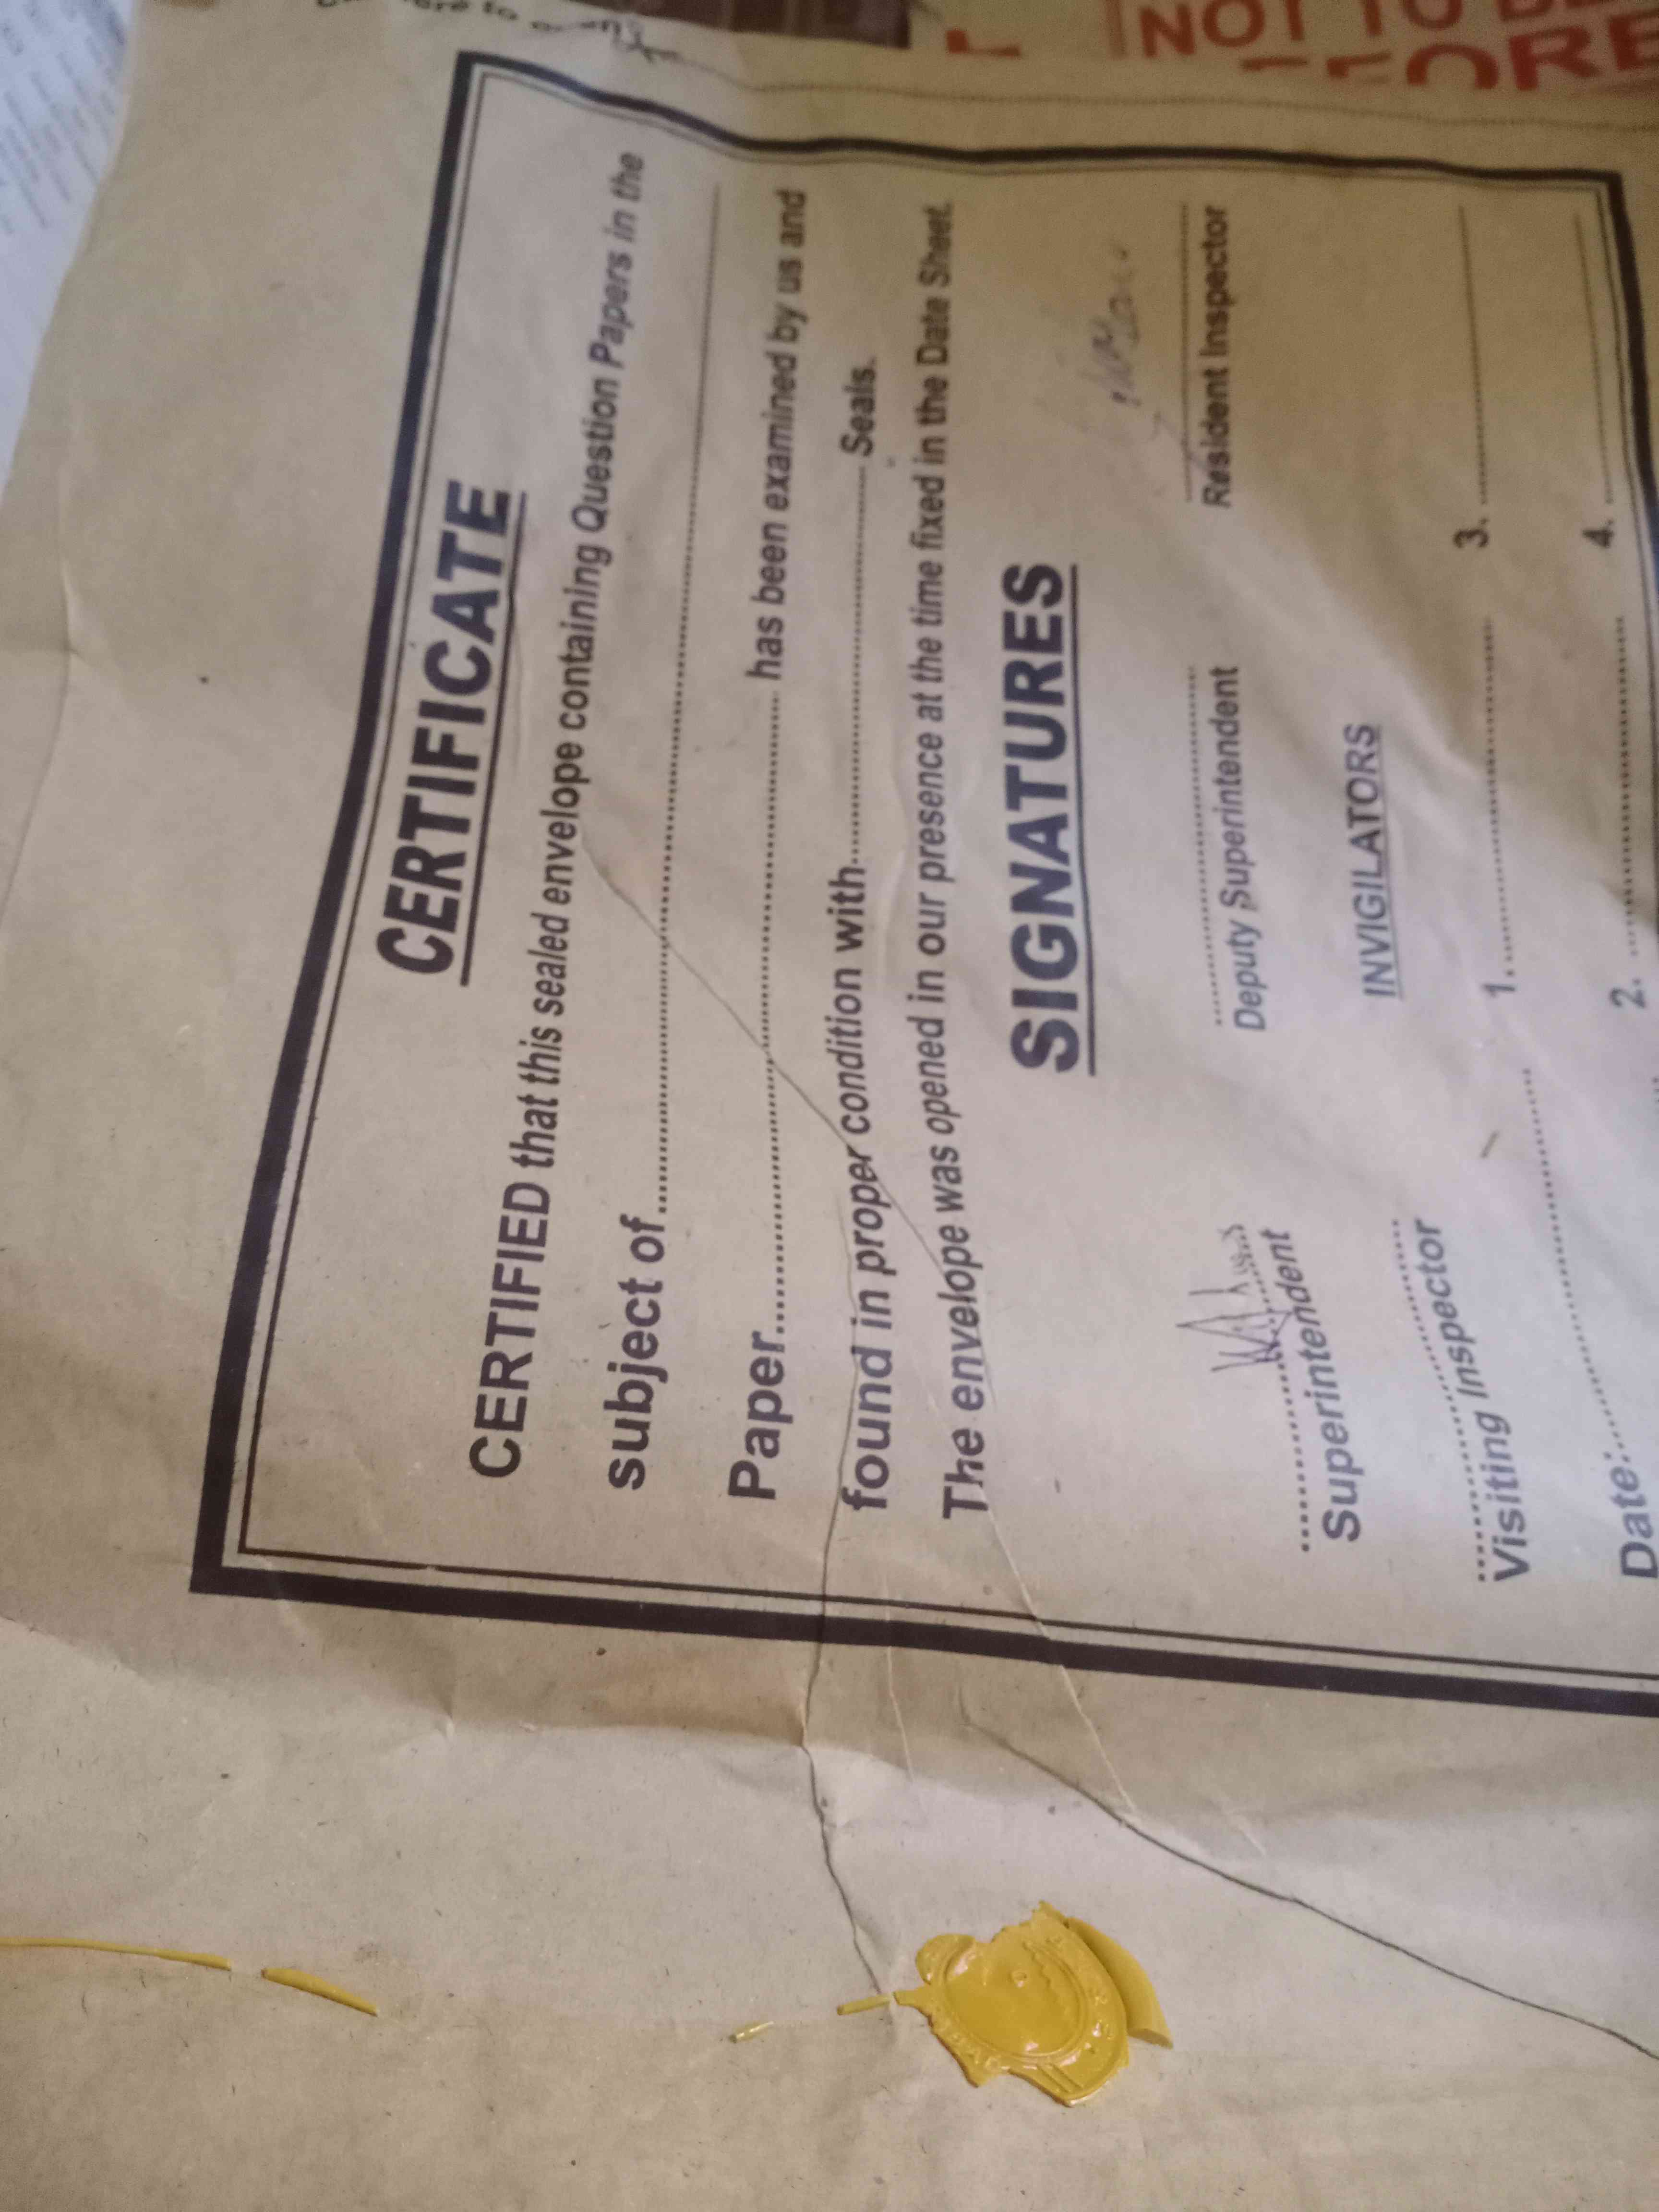 NOT TO BE
CERTIFICATE
CERTIFIED that this sealed envelope containing Question Papers in the
subject of
Paper has been examined by us and
found in proper condition with Seals.
The envelope was opened in our presence at the time fixed in the Date Sheet.
SIGNATURES
Superintendent Deputy Superintendent Resident Inspector
INVIGILATORS
Visiting Inspector 1. 3.
Date: 2. 4.